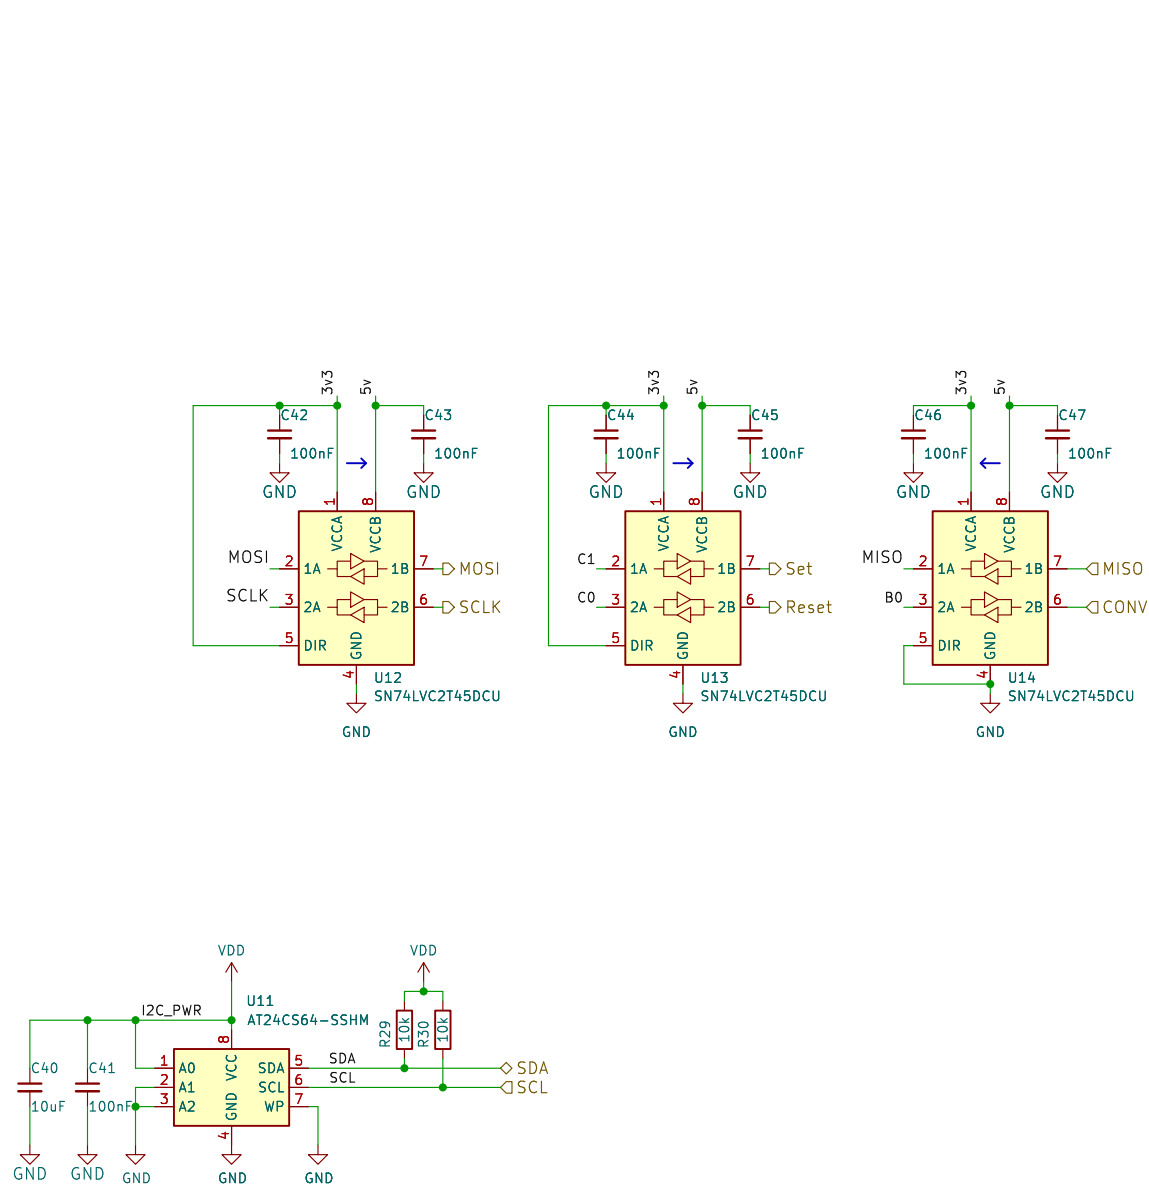 3v3
5v
C42
100nF
GND
C43
100nF
GND
1
8
VCCA
VCCB
MOSI
2
1A
1B
7
MOSI
SCLK
3
2A
2B
6
SCLK
5
DIR
GND
4
U12
SN74LVC2T45DCU
GND
3v3
5v
C44
100nF
GND
C45
100nF
GND
1
8
VCCA
VCCB
C1
2
1A
1B
7
Set
C0
3
2A
2B
6
Reset
5
DIR
GND
4
U13
SN74LVC2T45DCU
GND
3v3
5v
C46
100nF
GND
C47
100nF
GND
1
8
VCCA
VCCB
MISO
2
1A
1B
7
MISO
B0
3
2A
2B
6
CONV
5
DIR
GND
4
U14
SN74LVC2T45DCU
GND
VDD
VDD
I2C_PWR
U11
AT24CS64-SSHM
R29
10k
R30
10k
C40
10uF
GND
C41
100nF
GND
8
VCC
1
A0
2
A1
3
A2
GND
SDA
5
SDA
SDA
SCL
6
SCL
SCL
WP
7
GND
4
GND
GND